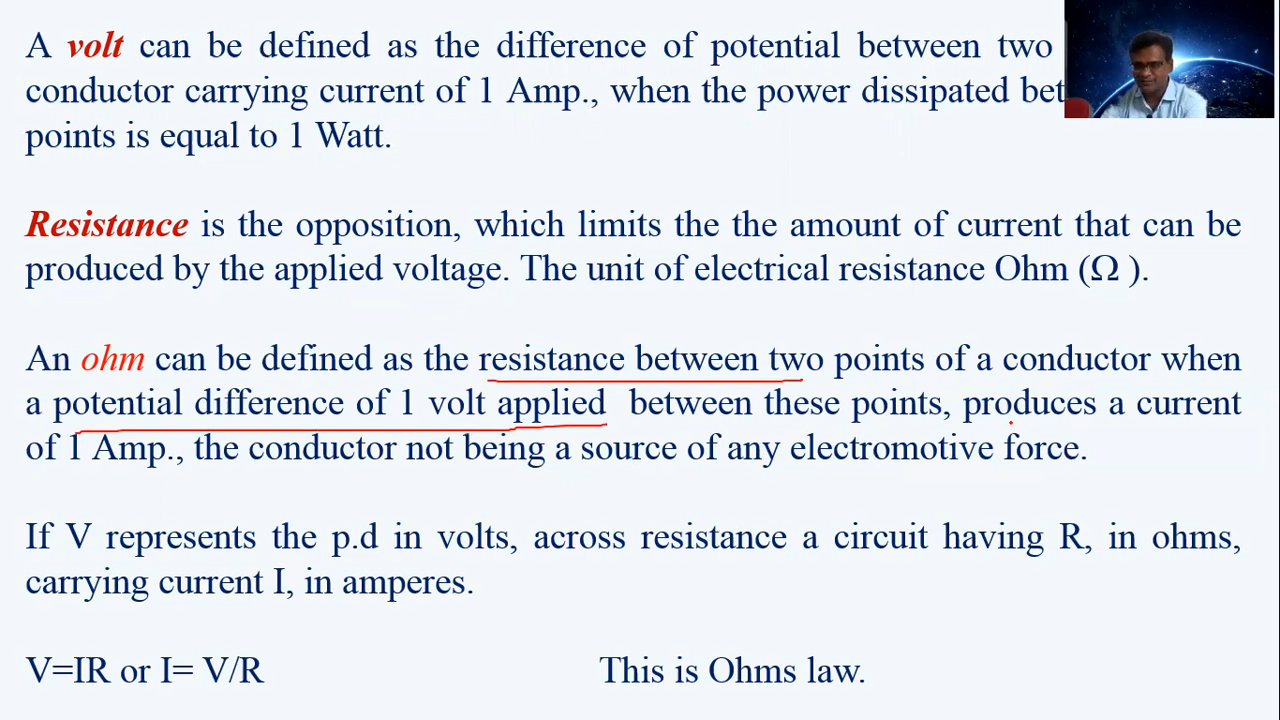 A volt can be defined as the difference of potential between two
conductor carrying current of 1 Amp., when the power dissipated bet
points is equal to 1 Watt.
Resistance is the opposition, which limits the the amount of current that can be
produced by the applied voltage. The unit of electrical resistance Ohm (Ω ).
An ohm can be defined as the resistance between two points of a conductor when
a potential difference of 1 volt applied between these points, produces a current
of 1 Amp., the conductor not being a source of any electromotive force.
If V represents the p.d in volts, across resistance a circuit having R, in ohms,
carrying current I, in amperes.
V=IR or I= V/R This is Ohms law.